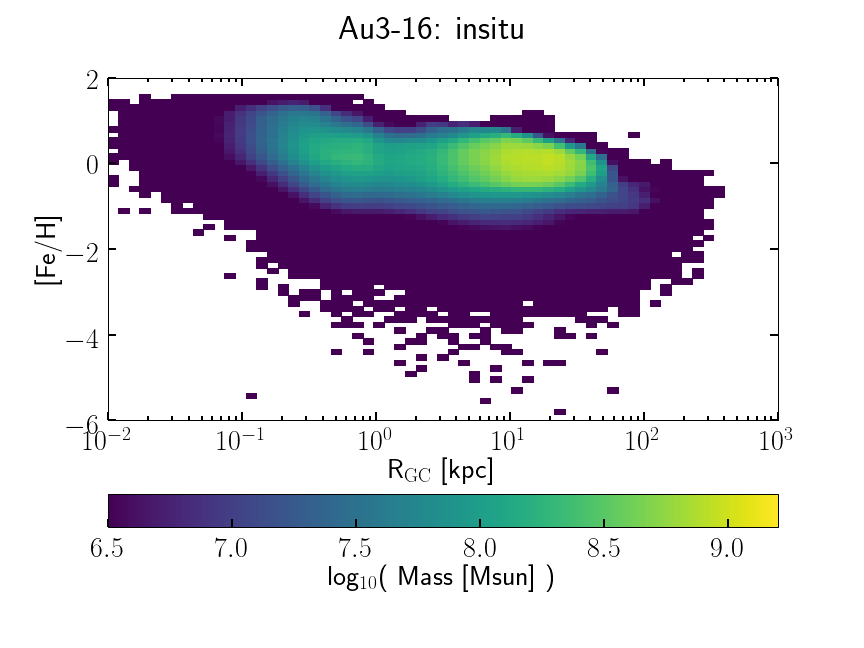 Au3-16: insitu
2
0
−2
−4
−6
[Fe/H]
10⁻² 10⁻¹ 10⁰ 10¹ 10² 10³
R_GC [kpc]
6.5 7.0 7.5 8.0 8.5 9.0
log₁₀( Mass [Msun] )